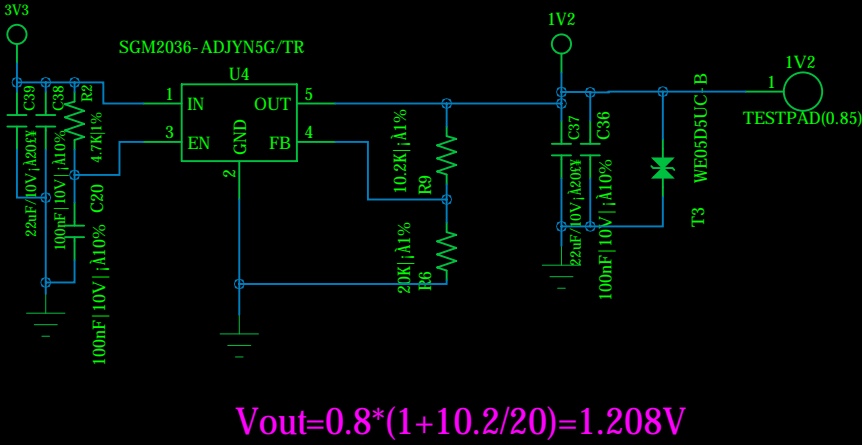 3V3
SGM2036-ADJYN5G/TR
U4
1
IN
OUT
5
3
EN
GND
FB
4
2
C39
22uF/10V¡À20£¥
C38
100nF|10V|¡À10%
R2
4.7K|1%
C20
100nF|10V|¡À10%
10.2K|¡À1%
R9
20K|¡À1%
R6
1V2
C37
22uF/10V¡À20£¥
C36
100nF|10V|¡À10%
WE05D5UC-B
T3
1V2
1
TESTPAD(0.85)
Vout=0.8*(1+10.2/20)=1.208V